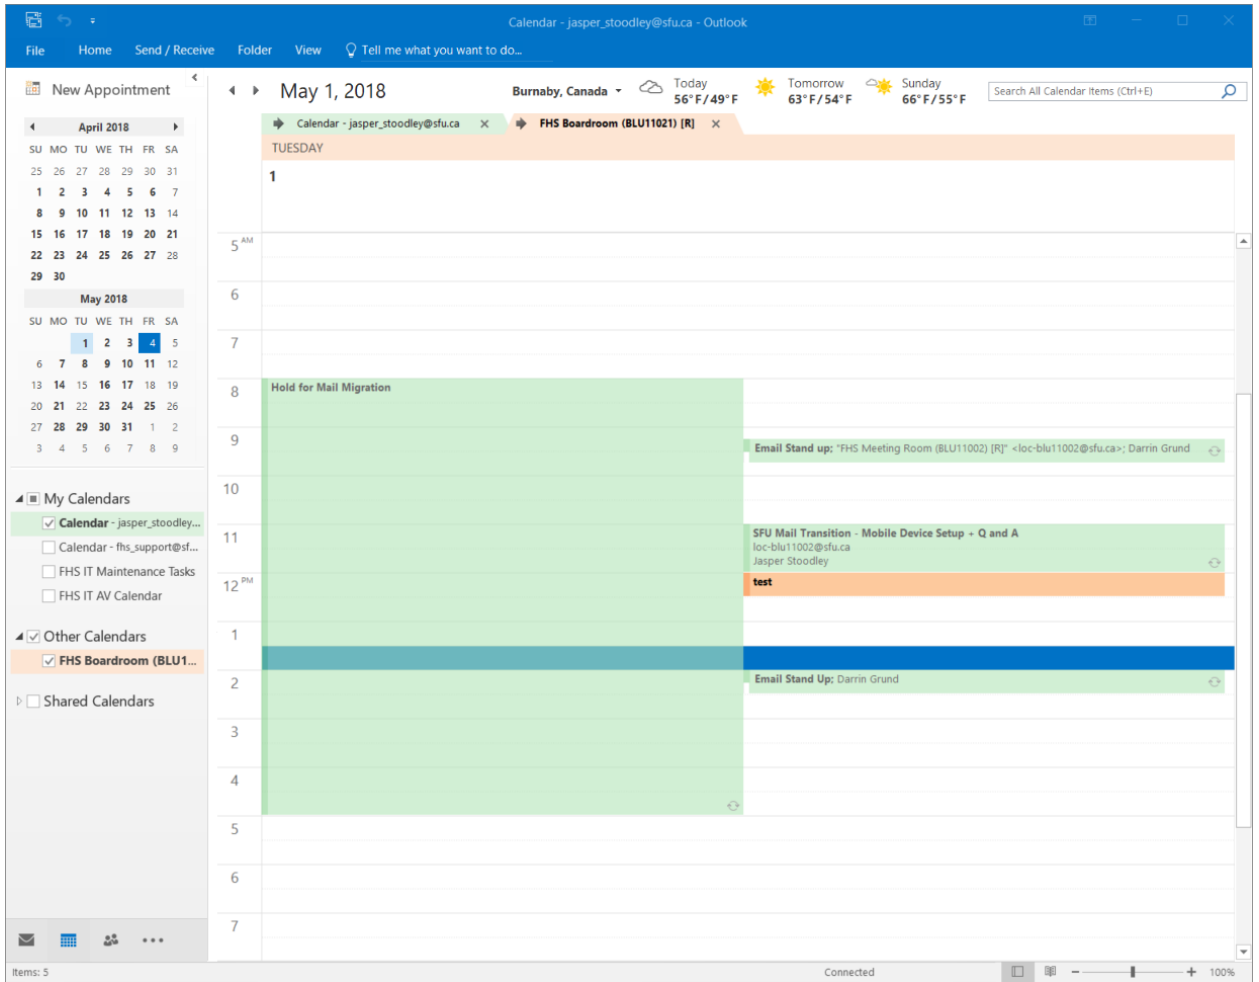 Calendar - jasper_stoodley@sfu.ca - Outlook
File Home Send / Receive Folder View Tell me what you want to do...
New Appointment
April 2018
SU MO TU WE TH FR SA
25 26 27 28 29 30 31
1 2 3 4 5 6 7
8 9 10 11 12 13 14
15 16 17 18 19 20 21
22 23 24 25 26 27 28
29 30
May 2018
SU MO TU WE TH FR SA
1 2 3 4 5
6 7 8 9 10 11 12
13 14 15 16 17 18 19
20 21 22 23 24 25 26
27 28 29 30 31 1 2
3 4 5 6 7 8 9
My Calendars
Calendar - jasper_stoodley...
Calendar - fhs_support@sf...
FHS IT Maintenance Tasks
FHS IT AV Calendar
Other Calendars
FHS Boardroom (BLU1...
Shared Calendars
May 1, 2018
Burnaby, Canada
Today
56°F/49°F
Tomorrow
63°F/54°F
Sunday
66°F/55°F
Search All Calendar Items (Ctrl+E)
Calendar - jasper_stoodley@sfu.ca
FHS Boardroom (BLU11021) [R]
TUESDAY
1
5 AM
6
7
8
Hold for Mail Migration
9
Email Stand up; "FHS Meeting Room (BLU11002) [R]" <loc-blu11002@sfu.ca>; Darrin Grund
10
11
SFU Mail Transition - Mobile Device Setup + Q and A
loc-blu11002@sfu.ca
Jasper Stoodley
12 PM
test
1
2
Email Stand Up; Darrin Grund
3
4
5
6
7
Items: 5
Connected
100%